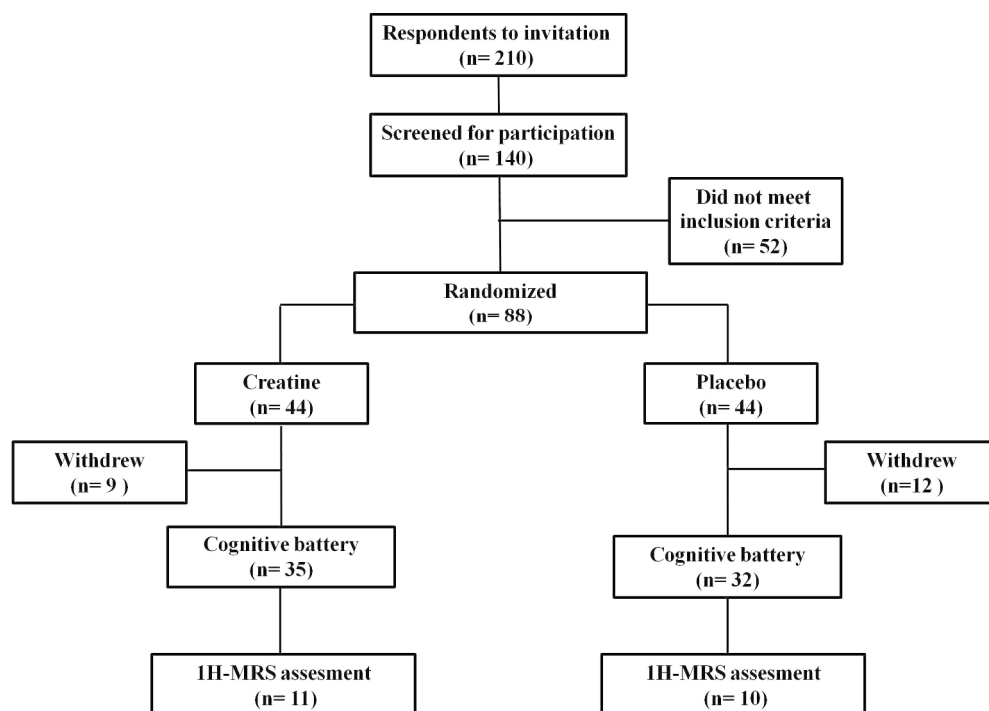 Respondents to invitation
(n= 210)
Screened for participation
(n= 140)
Did not meet
inclusion criteria
(n= 52)
Randomized
(n= 88)
Creatine
(n= 44)
Placebo
(n= 44)
Withdrew
(n= 9 )
Withdrew
(n=12 )
Cognitive battery
(n= 35)
Cognitive battery
(n= 32)
1H-MRS assesment
(n= 11)
1H-MRS assesment
(n= 10)